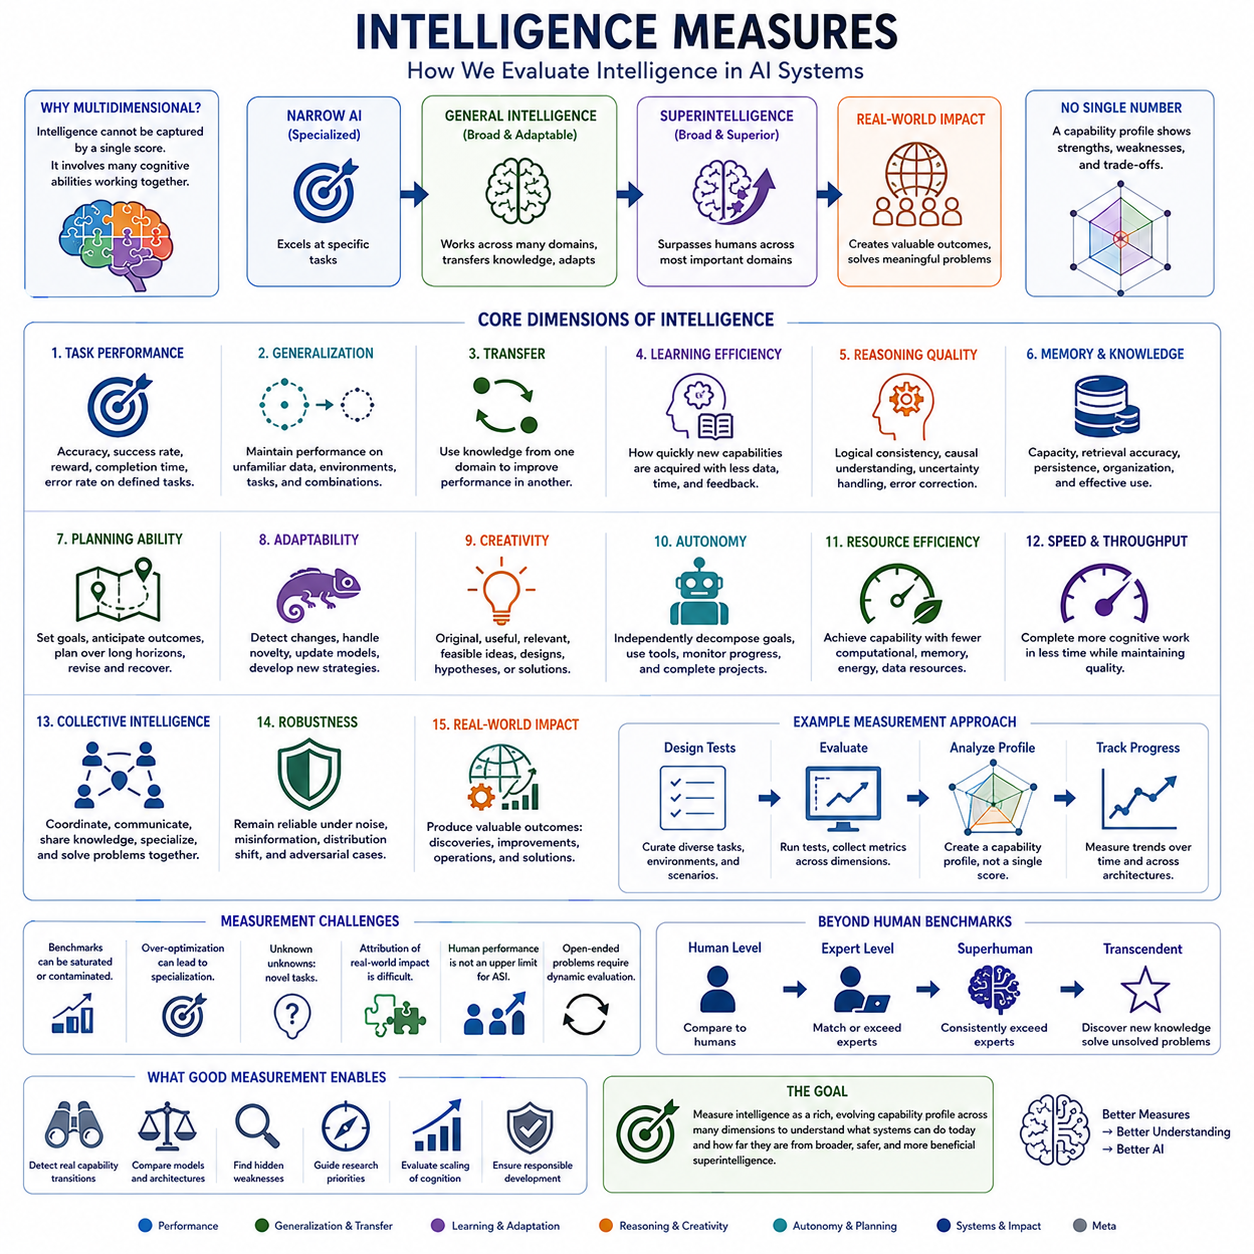 INTELLIGENCE MEASURES
How We Evaluate Intelligence in AI Systems
WHY MULTIDIMENSIONAL?
Intelligence cannot be captured
by a single score.
It involves many cognitive
abilities working together.
NARROW AI
(Specialized)
Excels at specific
tasks
GENERAL INTELLIGENCE
(Broad & Adaptable)
Works across many domains,
transfers knowledge, adapts
SUPERINTELLIGENCE
(Broad & Superior)
Surpasses humans across
most important domains
REAL-WORLD IMPACT
Creates valuable outcomes,
solves meaningful problems
NO SINGLE NUMBER
A capability profile shows
strengths, weaknesses,
and trade-offs.
CORE DIMENSIONS OF INTELLIGENCE
1. TASK PERFORMANCE
Accuracy, success rate,
reward, completion time,
error rate on defined tasks.
2. GENERALIZATION
Maintain performance on
unfamiliar data, environments,
tasks, and combinations.
3. TRANSFER
Use knowledge from one
domain to improve
performance in another.
4. LEARNING EFFICIENCY
How quickly new capabilities
are acquired with less data,
time, and feedback.
5. REASONING QUALITY
Logical consistency, causal
understanding, uncertainty
handling, error correction.
6. MEMORY & KNOWLEDGE
Capacity, retrieval accuracy,
persistence, organization,
and effective use.
7. PLANNING ABILITY
Set goals, anticipate outcomes,
plan over long horizons,
revise and recover.
8. ADAPTABILITY
Detect changes, handle
novelty, update models,
develop new strategies.
9. CREATIVITY
Original, useful, relevant,
feasible ideas, designs,
hypotheses, or solutions.
10. AUTONOMY
Independently decompose goals,
use tools, monitor progress,
and complete projects.
11. RESOURCE EFFICIENCY
Achieve capability with fewer
computational, memory,
energy, data resources.
12. SPEED & THROUGHPUT
Complete more cognitive work
in less time while maintaining
quality.
13. COLLECTIVE INTELLIGENCE
Coordinate, communicate,
share knowledge, specialize,
and solve problems together.
14. ROBUSTNESS
Remain reliable under noise,
misinformation, distribution
shift, and adversarial cases.
15. REAL-WORLD IMPACT
Produce valuable outcomes:
discoveries, improvements,
operations, and solutions.
EXAMPLE MEASUREMENT APPROACH
Design Tests
Curate diverse tasks,
environments, and
scenarios.
Evaluate
Run tests, collect metrics
across dimensions.
Analyze Profile
Create a capability
profile, not a single
score.
Track Progress
Measure trends over
time and across
architectures.
MEASUREMENT CHALLENGES
Benchmarks
can be saturated
or contaminated.
Over-optimization
can lead to
specialization.
Unknown
unknowns:
novel tasks.
?
Attribution of
real-world impact
is difficult.
Human performance
is not an upper limit
for ASI.
Open-ended
problems require
dynamic evaluation.
BEYOND HUMAN BENCHMARKS
Human Level
Compare to
humans
Expert Level
Match or exceed
experts
Superhuman
Consistently exceed
experts
Transcendent
Discover new knowledge
solve unsolved problems
WHAT GOOD MEASUREMENT ENABLES
Detect real capability
transitions
Compare models
and architectures
Find hidden
weaknesses
Guide research
priorities
Evaluate scaling
of cognition
Ensure responsible
development
THE GOAL
Measure intelligence as a rich, evolving capability profile across
many dimensions to understand what systems can do today
and how far they are from broader, safer, and more beneficial
superintelligence.
Better Measures
→ Better Understanding
→ Better AI
Performance
Generalization & Transfer
Learning & Adaptation
Reasoning & Creativity
Autonomy & Planning
Systems & Impact
Meta